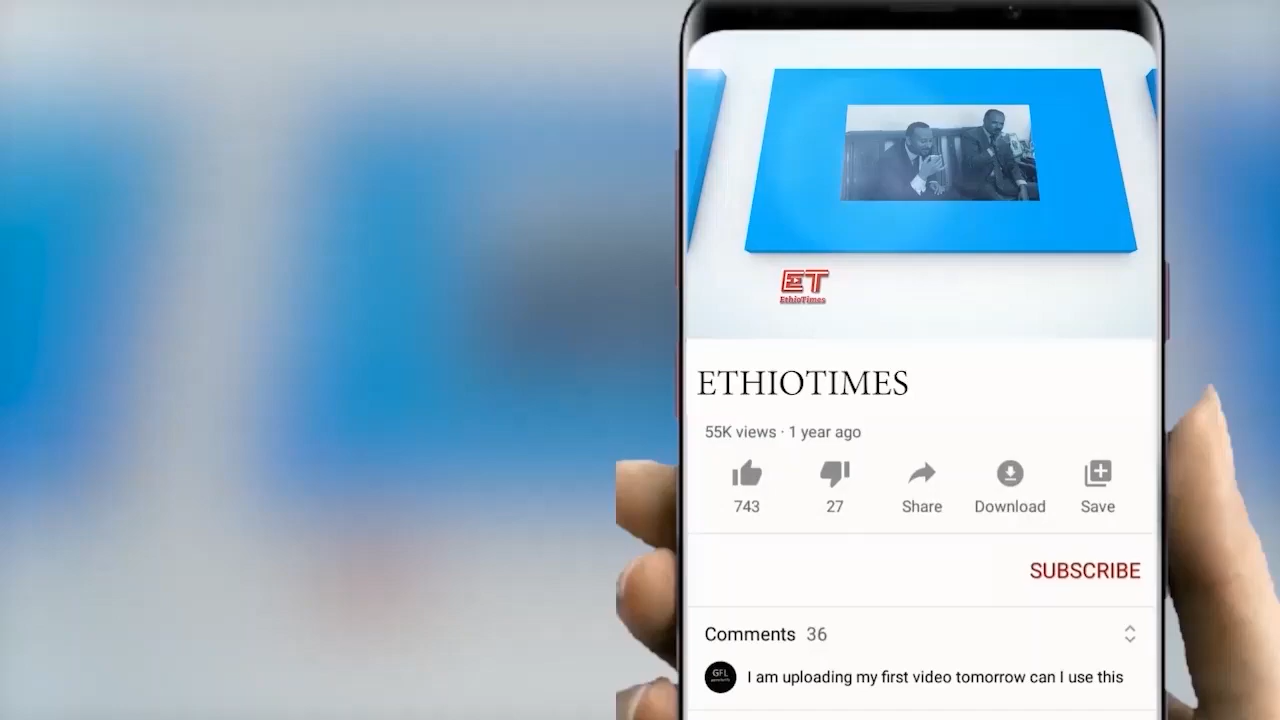 ET
EthioTimes
ETHIOTIMES
55K views · 1 year ago
743
27
Share
Download
Save
SUBSCRIBE
Comments 36
GFL
I am uploading my first video tomorrow can I use this